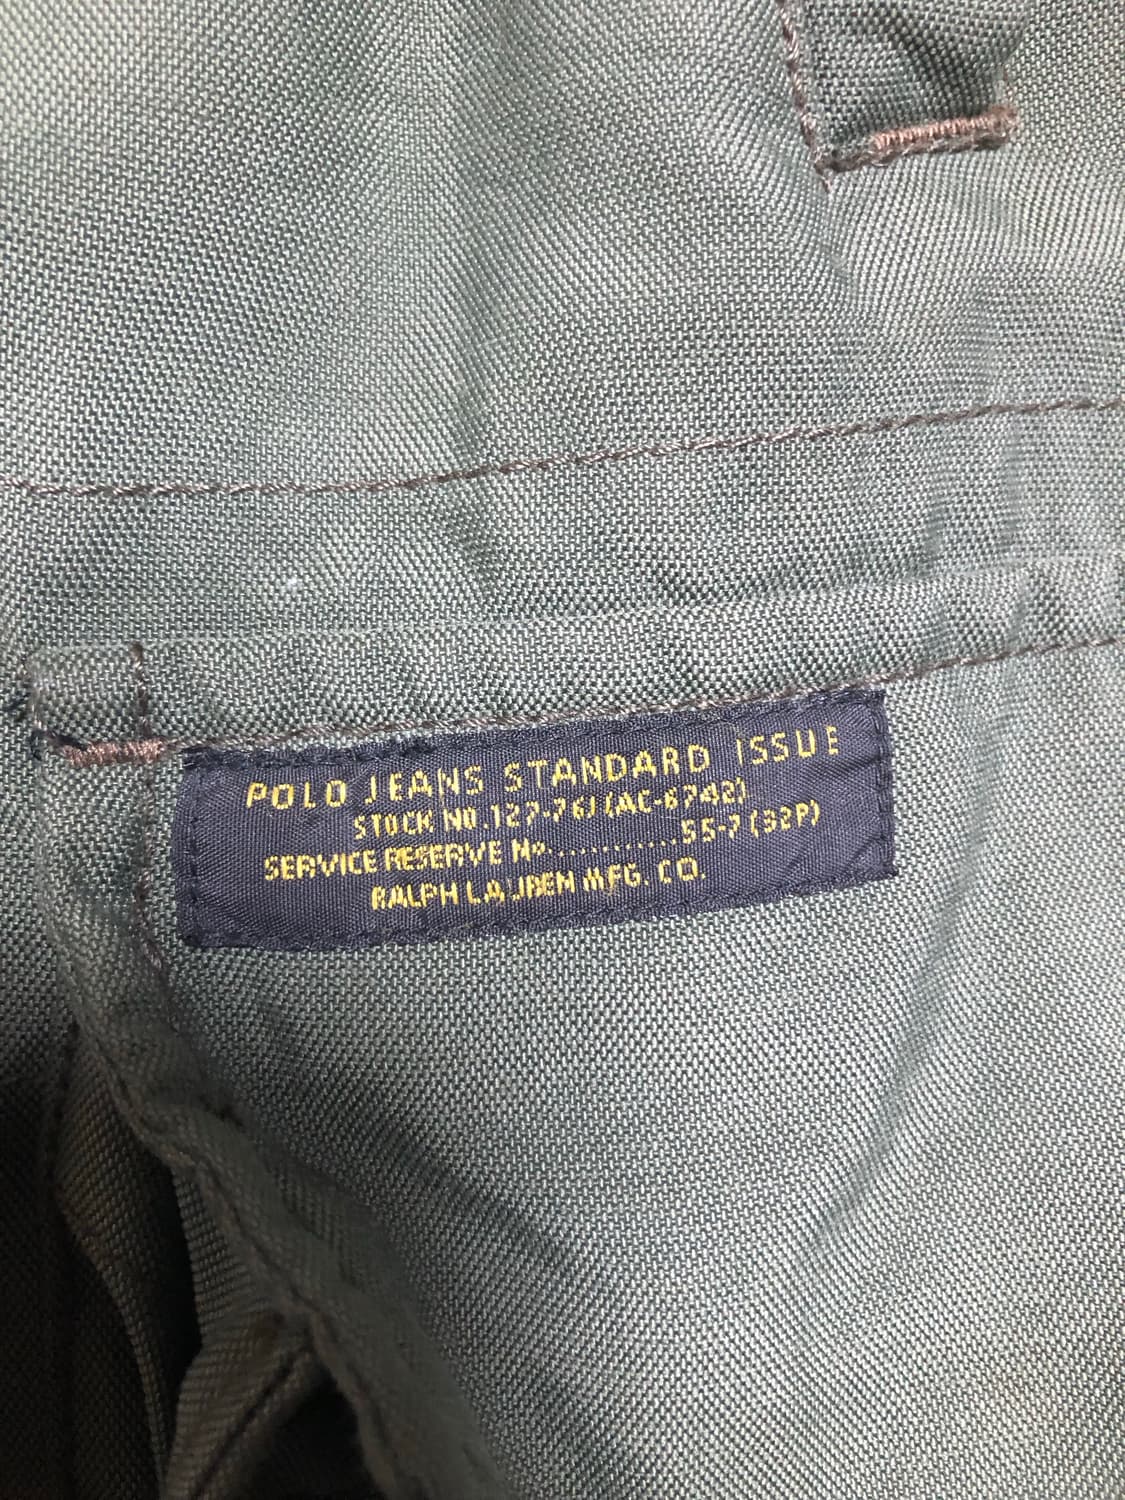 POLO JEANS STANDARD ISSUE
STOCK NO. 127-76J (AC-6742)
SERVICE RESERVE No............55-7 (32P)
RALPH LAUREN MFG. CO.